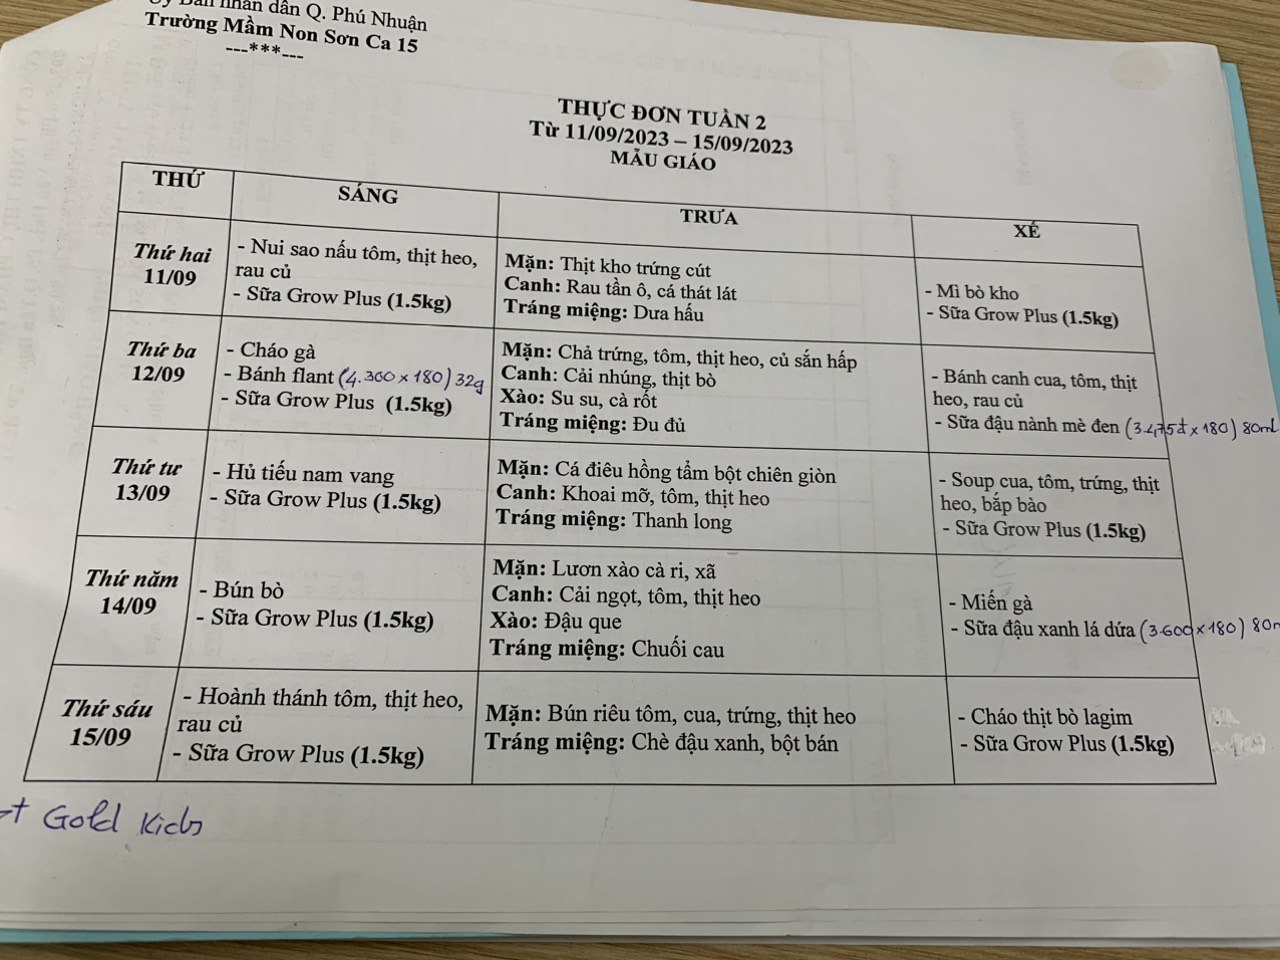 Ủy Ban nhân dân Q. Phú Nhuận
Trường Mầm Non Sơn Ca 15
---***---
THỰC ĐƠN TUẦN 2
Từ 11/09/2023 – 15/09/2023
MẪU GIÁO
THỨ
SÁNG
TRƯA
XẾ
Thứ hai
11/09
- Nui sao nấu tôm, thịt heo,
rau củ
- Sữa Grow Plus (1.5kg)
Mặn: Thịt kho trứng cút
Canh: Rau tần ô, cá thát lát
Tráng miệng: Dưa hấu
- Mì bò kho
- Sữa Grow Plus (1.5kg)
Thứ ba
12/09
- Cháo gà
- Bánh flant (4.300 x 180) 32g
- Sữa Grow Plus (1.5kg)
Mặn: Chả trứng, tôm, thịt heo, củ sắn hấp
Canh: Cải nhúng, thịt bò
Xào: Su su, cà rốt
Tráng miệng: Đu đủ
- Bánh canh cua, tôm, thịt
heo, rau củ
- Sữa đậu nành mè đen (3.475đ x 180) 80ml
Thứ tư
13/09
- Hủ tiếu nam vang
- Sữa Grow Plus (1.5kg)
Mặn: Cá điêu hồng tẩm bột chiên giòn
Canh: Khoai mỡ, tôm, thịt heo
Tráng miệng: Thanh long
- Soup cua, tôm, trứng, thịt
heo, bắp bào
- Sữa Grow Plus (1.5kg)
Thứ năm
14/09
- Bún bò
- Sữa Grow Plus (1.5kg)
Mặn: Lươn xào cà ri, xã
Canh: Cải ngọt, tôm, thịt heo
Xào: Đậu que
Tráng miệng: Chuối cau
- Miến gà
- Sữa đậu xanh lá dứa (3.600 x 180) 80m
Thứ sáu
15/09
- Hoành thánh tôm, thịt heo,
rau củ
- Sữa Grow Plus (1.5kg)
Mặn: Bún riêu tôm, cua, trứng, thịt heo
Tráng miệng: Chè đậu xanh, bột bán
- Cháo thịt bò lagim
- Sữa Grow Plus (1.5kg)
+ Gold Kids